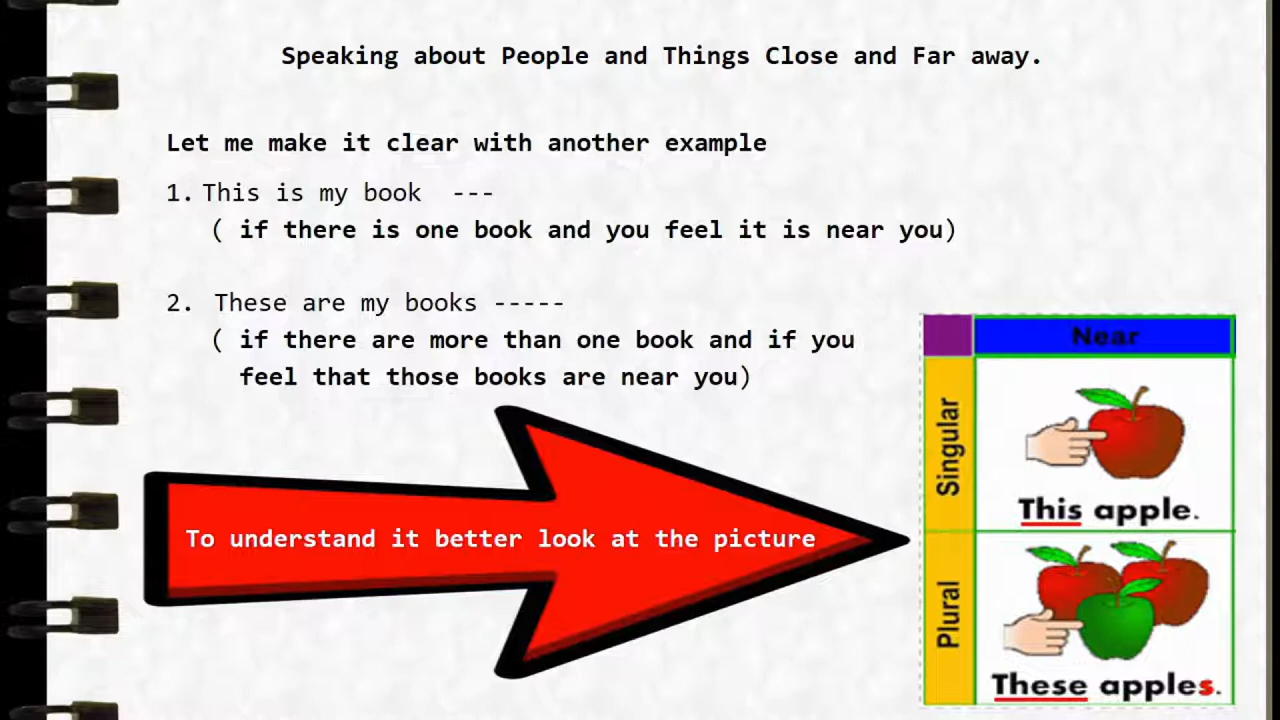 Speaking about People and Things Close and Far away.
Let me make it clear with another example
1. This is my book ---
( if there is one book and you feel it is near you)
2. These are my books -----
( if there are more than one book and if you
feel that those books are near you)
To understand it better look at the picture
Near
Singular
This apple.
Plural
These apples.